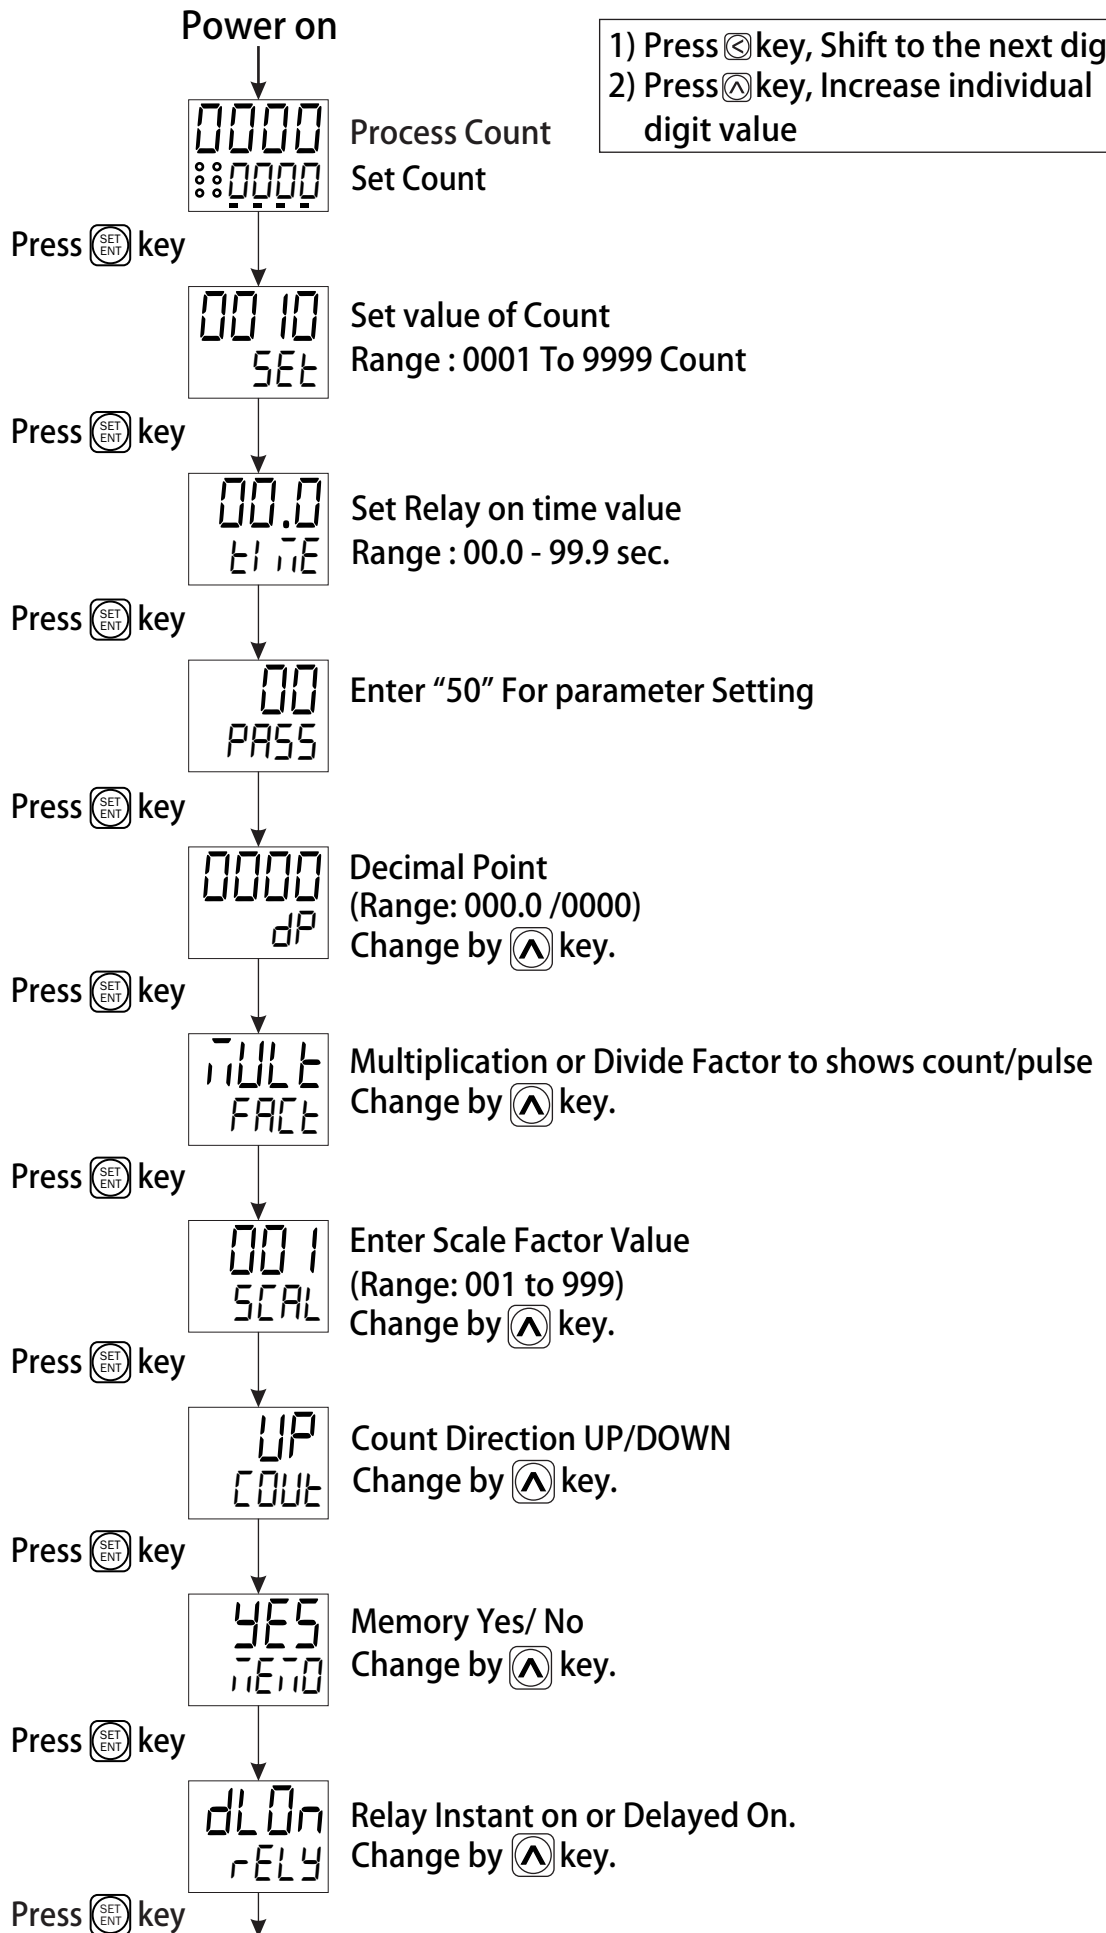 Power on
1) Press key, Shift to the next dig
2) Press key, Increase individual
digit value
0000
0000
Process Count
Set Count
Press SET ENT key
0010
SEt
Set value of Count
Range : 0001 To 9999 Count
Press SET ENT key
00.0
tIME
Set Relay on time value
Range : 00.0 - 99.9 sec.
Press SET ENT key
00
PASS
Enter “50” For parameter Setting
Press SET ENT key
0000
dP
Decimal Point
(Range: 000.0 /0000)
Change by key.
Press SET ENT key
MULt
FACt
Multiplication or Divide Factor to shows count/pulse
Change by key.
Press SET ENT key
001
SCAL
Enter Scale Factor Value
(Range: 001 to 999)
Change by key.
Press SET ENT key
UP
COUt
Count Direction UP/DOWN
Change by key.
Press SET ENT key
YES
MEMO
Memory Yes/ No
Change by key.
Press SET ENT key
dLOn
rELY
Relay Instant on or Delayed On.
Change by key.
Press SET ENT key